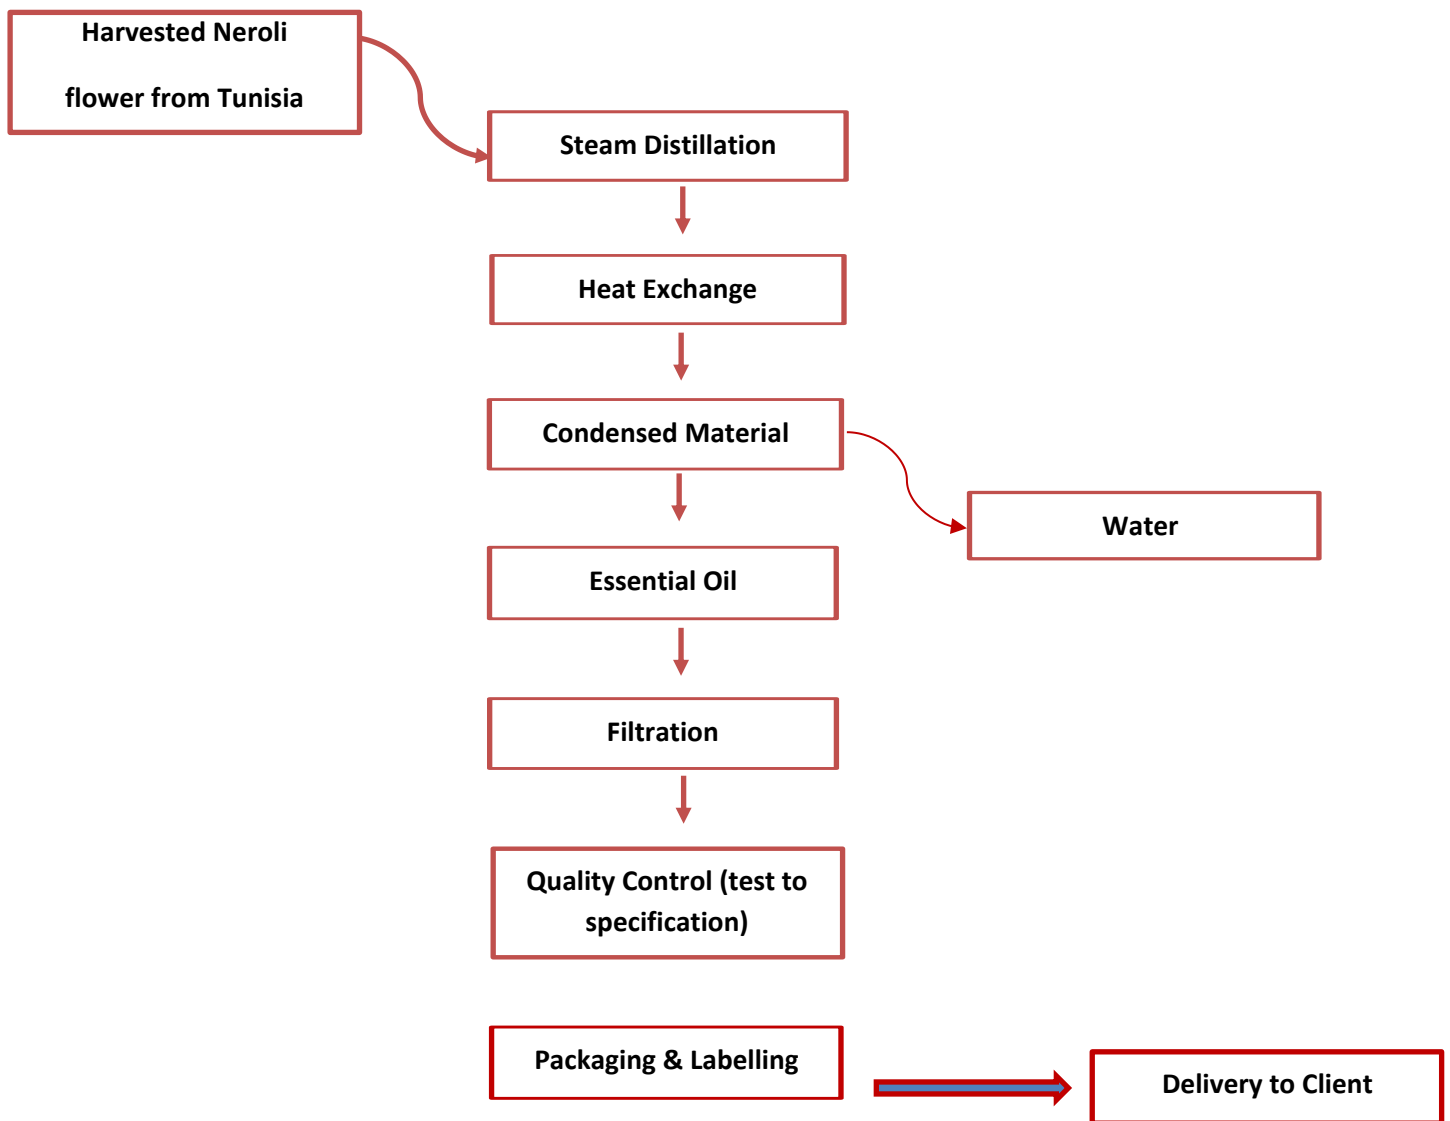 Harvested Neroli
flower from Tunisia
Steam Distillation
Heat Exchange
Condensed Material
Water
Essential Oil
Filtration
Quality Control (test to
specification)
Packaging & Labelling
Delivery to Client